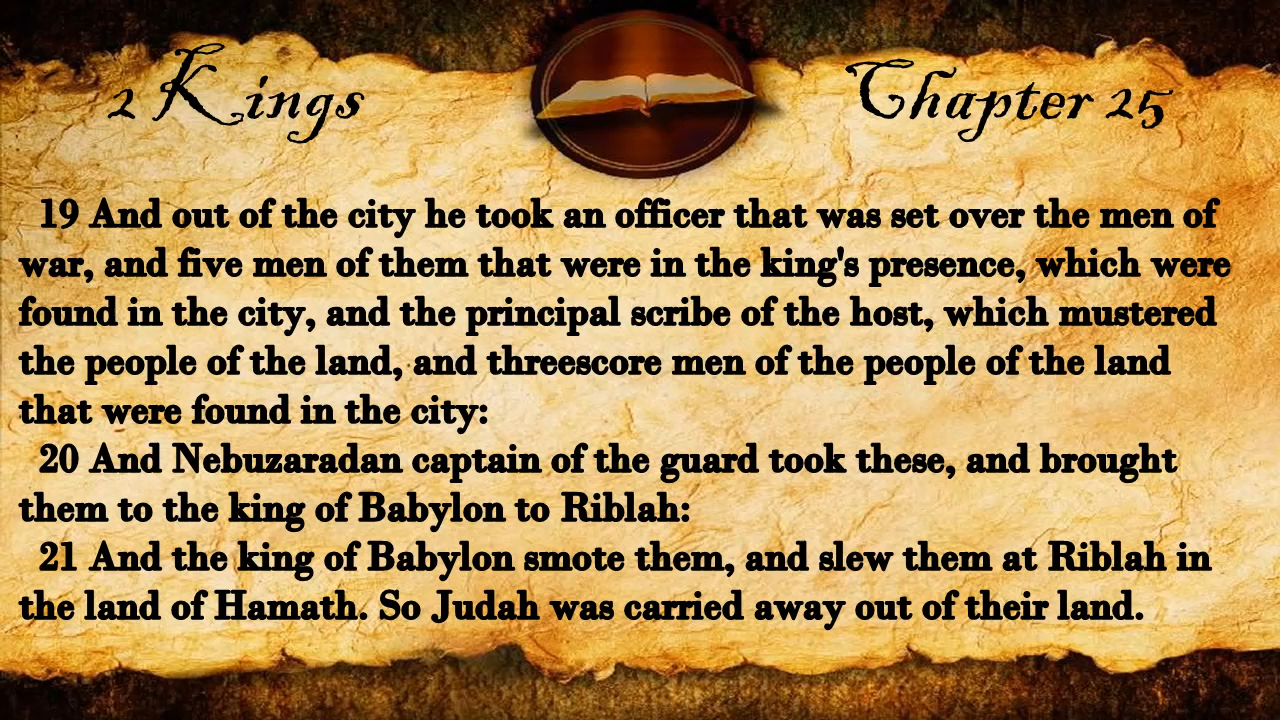 2 Kings
Chapter 25
19 And out of the city he took an officer that was set over the men of
war, and five men of them that were in the king's presence, which were
found in the city, and the principal scribe of the host, which mustered
the people of the land, and threescore men of the people of the land
that were found in the city:
20 And Nebuzaradan captain of the guard took these, and brought
them to the king of Babylon to Riblah:
21 And the king of Babylon smote them, and slew them at Riblah in
the land of Hamath. So Judah was carried away out of their land.